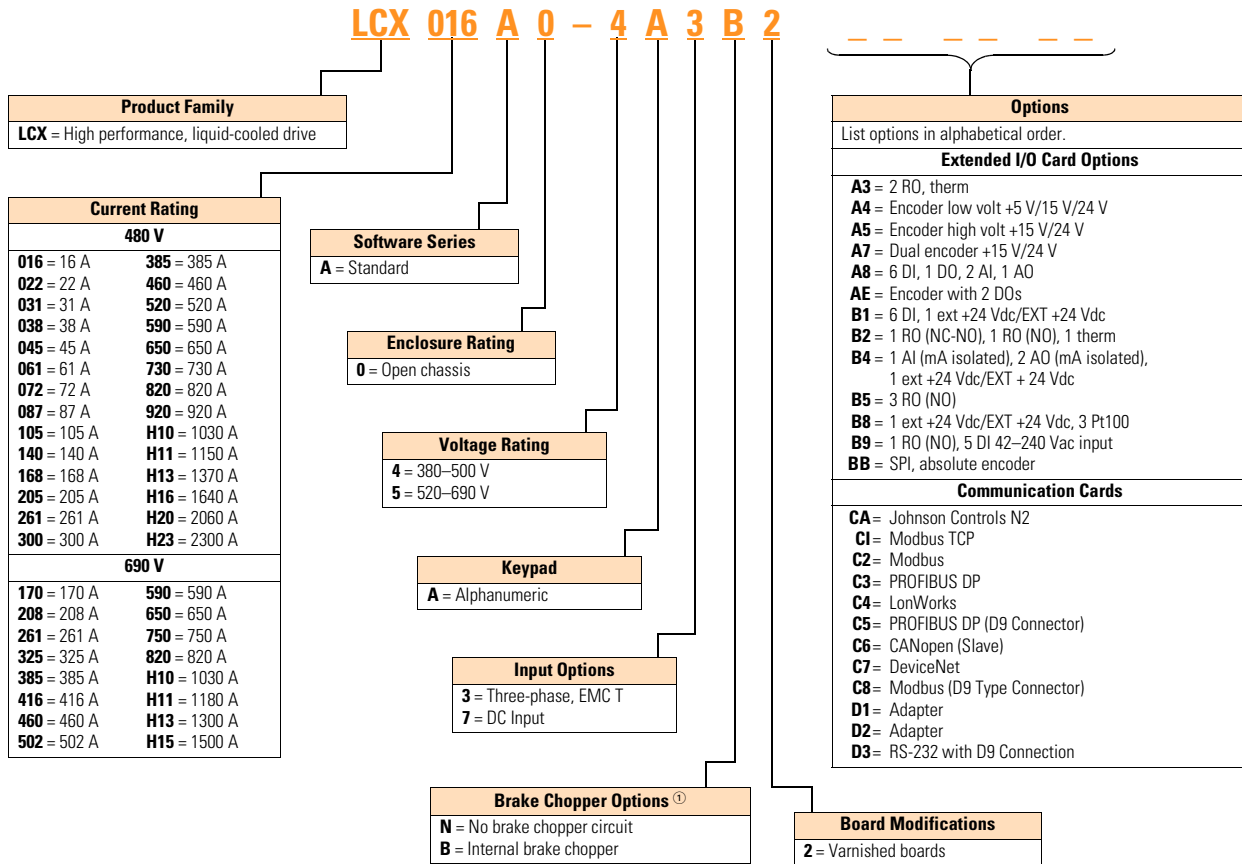 LCX 016 A 0 – 4 A 3 B 2 _ _ _ _ _ _
Product Family
LCX = High performance, liquid-cooled drive
Current Rating
480 V
016 = 16 A 385 = 385 A
022 = 22 A 460 = 460 A
031 = 31 A 520 = 520 A
038 = 38 A 590 = 590 A
045 = 45 A 650 = 650 A
061 = 61 A 730 = 730 A
072 = 72 A 820 = 820 A
087 = 87 A 920 = 920 A
105 = 105 A H10 = 1030 A
140 = 140 A H11 = 1150 A
168 = 168 A H13 = 1370 A
205 = 205 A H16 = 1640 A
261 = 261 A H20 = 2060 A
300 = 300 A H23 = 2300 A
690 V
170 = 170 A 590 = 590 A
208 = 208 A 650 = 650 A
261 = 261 A 750 = 750 A
325 = 325 A 820 = 820 A
385 = 385 A H10 = 1030 A
416 = 416 A H11 = 1180 A
460 = 460 A H13 = 1300 A
502 = 502 A H15 = 1500 A
Software Series
A = Standard
Enclosure Rating
0 = Open chassis
Voltage Rating
4 = 380–500 V
5 = 520–690 V
Keypad
A = Alphanumeric
Input Options
3 = Three-phase, EMC T
7 = DC Input
Brake Chopper Options ①
N = No brake chopper circuit
B = Internal brake chopper
Board Modifications
2 = Varnished boards
Options
List options in alphabetical order.
Extended I/O Card Options
A3 = 2 RO, therm
A4 = Encoder low volt +5 V/15 V/24 V
A5 = Encoder high volt +15 V/24 V
A7 = Dual encoder +15 V/24 V
A8 = 6 DI, 1 DO, 2 AI, 1 AO
AE = Encoder with 2 DOs
B1 = 6 DI, 1 ext +24 Vdc/EXT +24 Vdc
B2 = 1 RO (NC-NO), 1 RO (NO), 1 therm
B4 = 1 AI (mA isolated), 2 AO (mA isolated),
1 ext +24 Vdc/EXT + 24 Vdc
B5 = 3 RO (NO)
B8 = 1 ext +24 Vdc/EXT +24 Vdc, 3 Pt100
B9 = 1 RO (NO), 5 DI 42–240 Vac input
BB = SPI, absolute encoder
Communication Cards
CA = Johnson Controls N2
CI = Modbus TCP
C2 = Modbus
C3 = PROFIBUS DP
C4 = LonWorks
C5 = PROFIBUS DP (D9 Connector)
C6 = CANopen (Slave)
C7 = DeviceNet
C8 = Modbus (D9 Type Connector)
D1 = Adapter
D2 = Adapter
D3 = RS-232 with D9 Connection